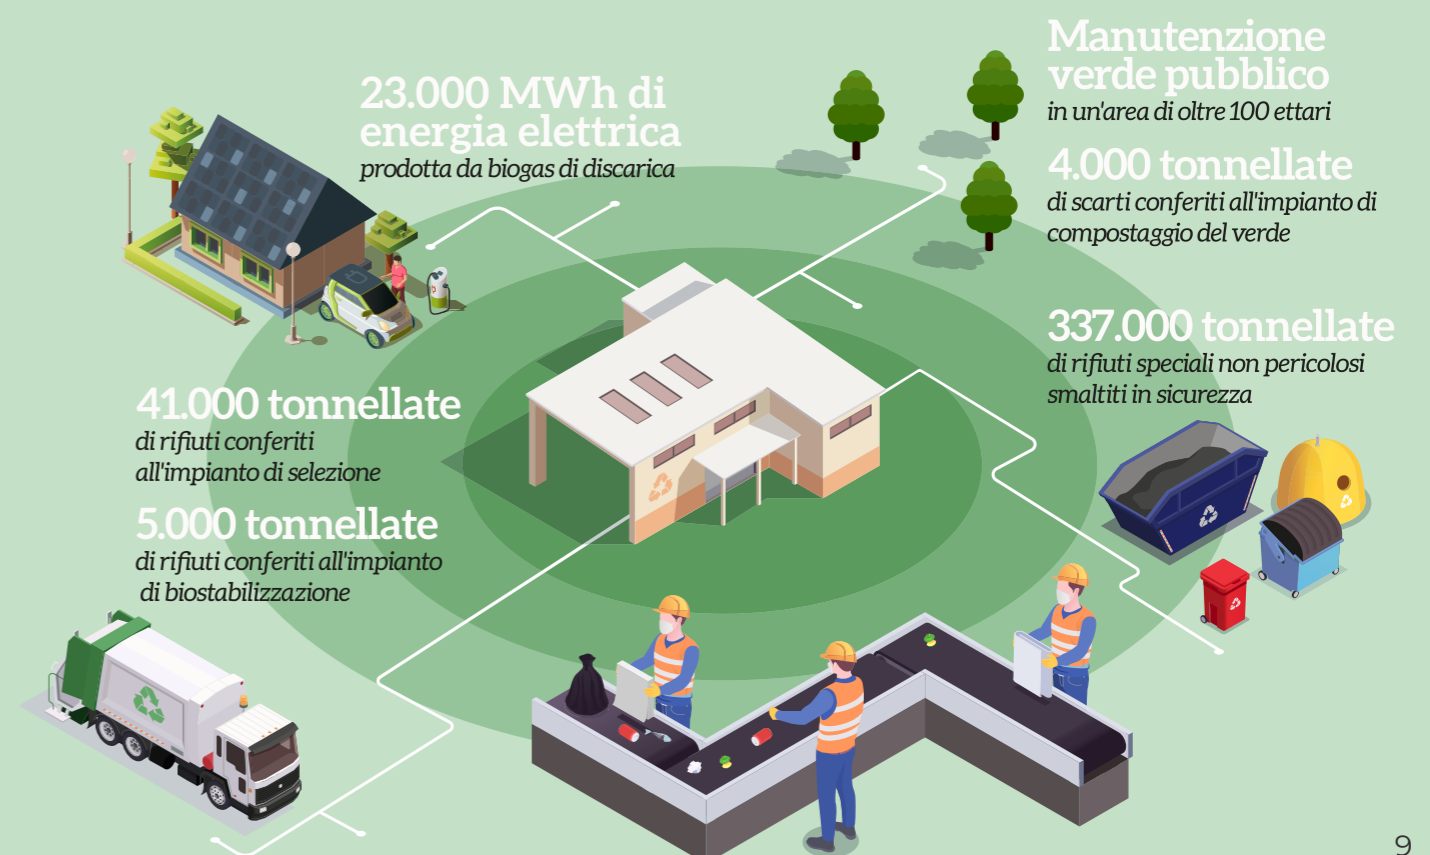 23.000 MWh di
energia elettrica
prodotta da biogas di discarica
Manutenzione
verde pubblico
in un'area di oltre 100 ettari
4.000 tonnellate
di scarti conferiti all'impianto di
compostaggio del verde
337.000 tonnellate
di rifiuti speciali non pericolosi
smaltiti in sicurezza
41.000 tonnellate
di rifiuti conferiti
all'impianto di selezione
5.000 tonnellate
di rifiuti conferiti all'impianto
di biostabilizzazione
9